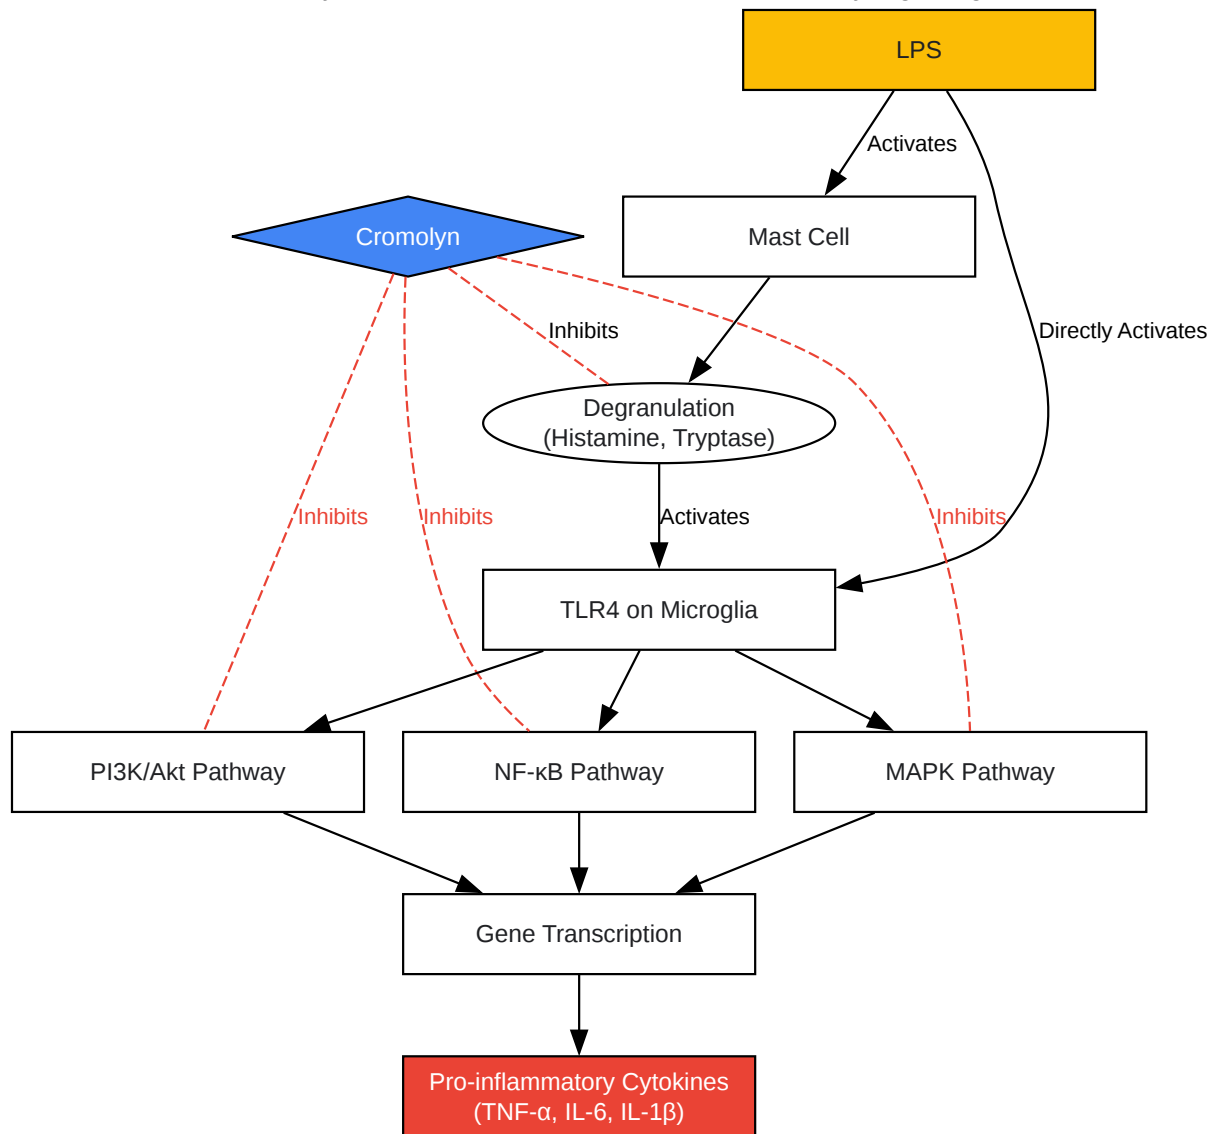 LPS
Activates
Cromolyn
Mast Cell
Inhibits
Directly Activates
Degranulation
(Histamine, Tryptase)
Inhibits
Inhibits
Activates
Inhibits
TLR4 on Microglia
PI3K/Akt Pathway
NF-κB Pathway
MAPK Pathway
Gene Transcription
Pro-inflammatory Cytokines
(TNF-α, IL-6, IL-1β)